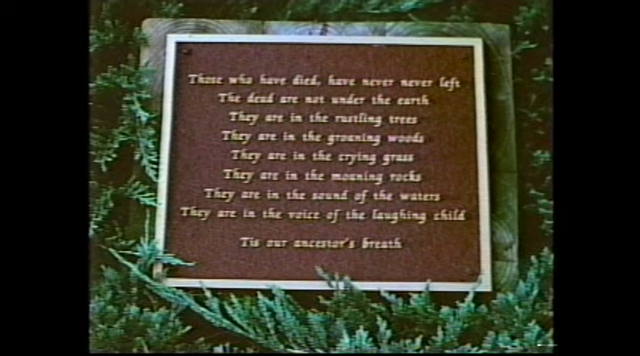 Those who have died, have never never left
The dead are not under the earth
They are in the rustling trees
They are in the groaning woods
They are in the crying grass
They are in the moaning rocks
They are in the sound of the waters
They are in the voice of the laughing child
Tis our ancestor's breath